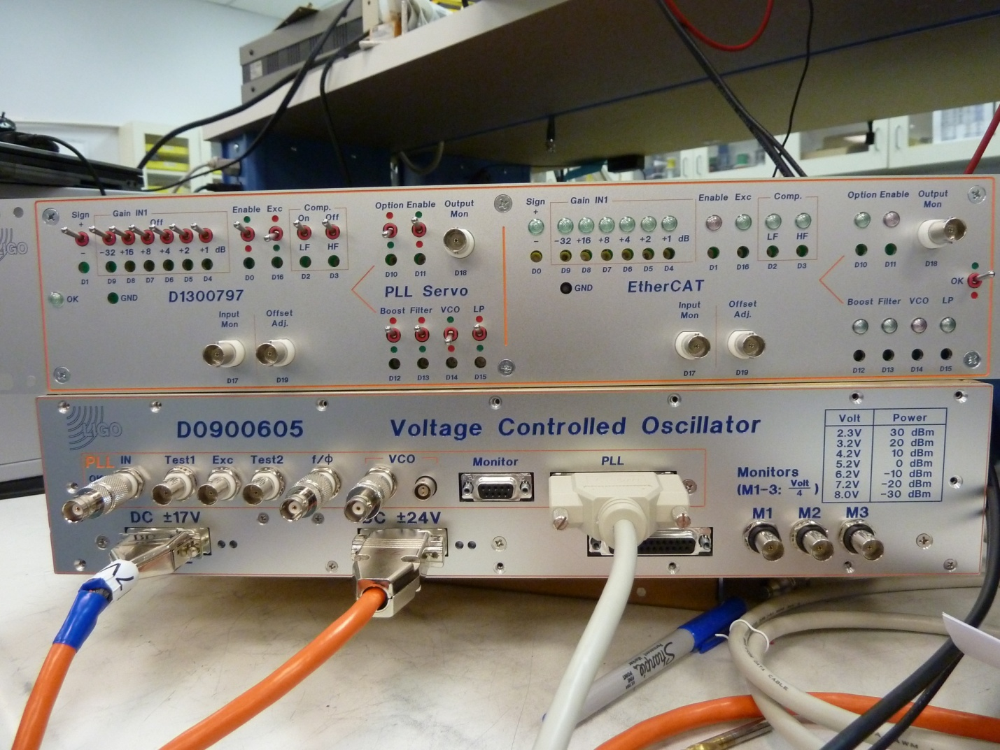 LIGO
Sign
+
−
D1
Gain IN1
Off
-32 +16 +8 +4 +2 +1 dB
D9 D8 D7 D6 D5 D4
Enable Exc
D0 D16
Comp.
On Off
LF HF
D2 D3
Option Enable
D10 D11
Output
Mon
D18
OK
GND
D1300797
PLL Servo
Input
Mon
D17
Offset
Adj.
D19
Boost Filter VCO LP
D12 D13 D14 D15
Sign
+
−
D0
Gain IN1
-32 +16 +8 +4 +2 +1 dB
D9 D8 D7 D6 D5 D4
Enable Exc
D1 D16
Comp.
LF HF
D2 D3
Option Enable
D10 D11
Output
Mon
D18
OK
GND
EtherCAT
Input
Mon
D17
Offset
Adj.
D19
Boost Filter VCO LP
D12 D13 D14 D15
LIGO
D0900605
Voltage Controlled Oscillator
PLL IN Test1 Exc Test2 f/Φ VCO
OK
Monitor
PLL
DC ±17V
DC ±24V
Monitors
(M1-3: Volt/4)
M1 M2 M3
Volt Power
2.3V 30 dBm
3.2V 20 dBm
4.2V 10 dBm
5.2V 0 dBm
6.2V -10 dBm
7.2V -20 dBm
8.0V -30 dBm
Sharpie
FINE POINT
Permanent Marker
DATA CABLE